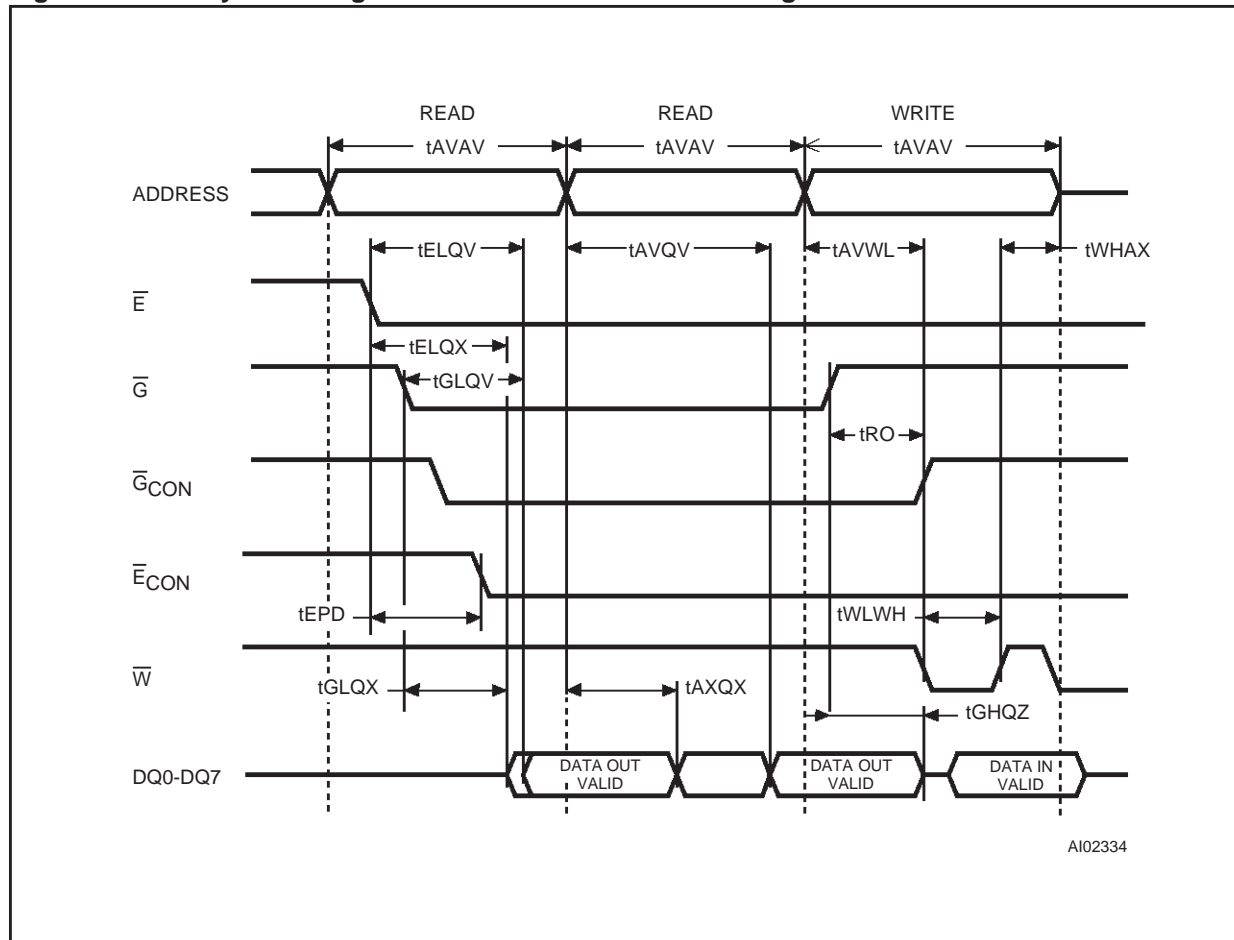 READ READ WRITE
tAVAV tAVAV tAVAV
ADDRESS
tELQV tAVQV tAVWL tWHAX
E
tELQX
G
tGLQV
tRO
GCON
ECON
tEPD tWLWH
W
tGLQX tAXQX
tGHQZ
DQ0-DQ7
DATA OUT
VALID
DATA OUT
VALID
DATA IN
VALID
AI02334